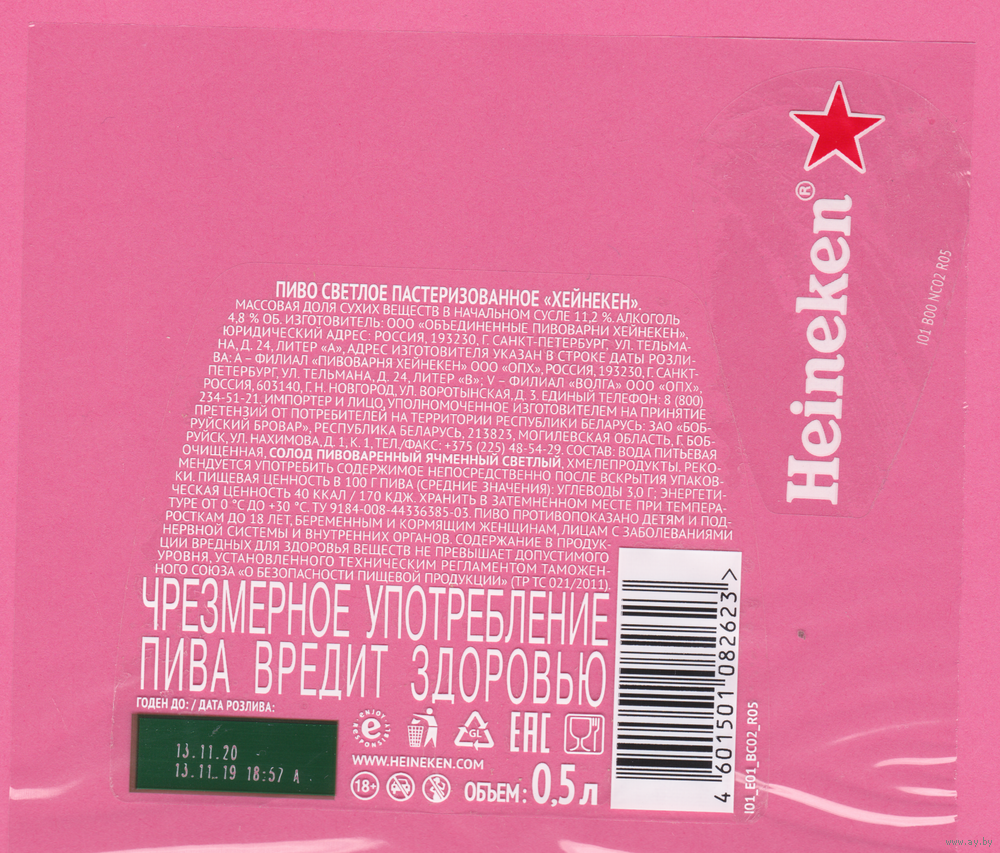 Heineken®
I01 B00 NC02 R05
ПИВО СВЕТЛОЕ ПАСТЕРИЗОВАННОЕ «ХЕЙНЕКЕН».
МАССОВАЯ ДОЛЯ СУХИХ ВЕЩЕСТВ В НАЧАЛЬНОМ СУСЛЕ 11,2 %. АЛКОГОЛЬ
4,8 % ОБ. ИЗГОТОВИТЕЛЬ: ООО «ОБЪЕДИНЕННЫЕ ПИВОВАРНИ ХЕЙНЕКЕН»,
ЮРИДИЧЕСКИЙ АДРЕС: РОССИЯ, 193230, Г. САНКТ-ПЕТЕРБУРГ, УЛ. ТЕЛЬМА-
НА, Д. 24, ЛИТЕР «А», АДРЕС ИЗГОТОВИТЕЛЯ УКАЗАН В СТРОКЕ ДАТЫ РОЗЛИ-
ВА: А – ФИЛИАЛ «ПИВОВАРНЯ ХЕЙНЕКЕН» ООО «ОПХ», РОССИЯ, 193230, Г. САНКТ-
ПЕТЕРБУРГ, УЛ. ТЕЛЬМАНА, Д. 24, ЛИТЕР «В»; V – ФИЛИАЛ «ВОЛГА» ООО «ОПХ»,
РОССИЯ, 603140, Г. Н. НОВГОРОД, УЛ. ВОРОТЫНСКАЯ, Д. 3. ЕДИНЫЙ ТЕЛЕФОН: 8 (800)
234-51-21. ИМПОРТЕР И ЛИЦО, УПОЛНОМОЧЕННОЕ ИЗГОТОВИТЕЛЕМ НА ПРИНЯТИЕ
ПРЕТЕНЗИЙ ОТ ПОТРЕБИТЕЛЕЙ НА ТЕРРИТОРИИ РЕСПУБЛИКИ БЕЛАРУСЬ: ЗАО «БОБ-
РУЙСКИЙ БРОВАР», РЕСПУБЛИКА БЕЛАРУСЬ, 213823, МОГИЛЕВСКАЯ ОБЛАСТЬ, Г. БОБ-
РУЙСК, УЛ. НАХИМОВА, Д. 1, К. 1, ТЕЛ./ФАКС: +375 (225) 48-54-29. СОСТАВ: ВОДА ПИТЬЕВАЯ
ОЧИЩЕННАЯ, СОЛОД ПИВОВАРЕННЫЙ ЯЧМЕННЫЙ СВЕТЛЫЙ, ХМЕЛЕПРОДУКТЫ. РЕКО-
МЕНДУЕТСЯ УПОТРЕБИТЬ СОДЕРЖИМОЕ НЕПОСРЕДСТВЕННО ПОСЛЕ ВСКРЫТИЯ УПАКОВ-
КИ. ПИЩЕВАЯ ЦЕННОСТЬ В 100 Г ПИВА (СРЕДНИЕ ЗНАЧЕНИЯ): УГЛЕВОДЫ 3,0 Г; ЭНЕРГЕТИ-
ЧЕСКАЯ ЦЕННОСТЬ 40 ККАЛ / 170 КДЖ. ХРАНИТЬ В ЗАТЕМНЕННОМ МЕСТЕ ПРИ ТЕМПЕРА-
ТУРЕ ОТ 0 °С ДО +30 °С. ТУ 9184-008-44336385-03. ПИВО ПРОТИВОПОКАЗАНО ДЕТЯМ И ПОД-
РОСТКАМ ДО 18 ЛЕТ, БЕРЕМЕННЫМ И КОРМЯЩИМ ЖЕНЩИНАМ, ЛИЦАМ С ЗАБОЛЕВАНИЯМИ
НЕРВНОЙ СИСТЕМЫ И ВНУТРЕННИХ ОРГАНОВ. СОДЕРЖАНИЕ В ПРОДУК-
ЦИИ ВРЕДНЫХ ДЛЯ ЗДОРОВЬЯ ВЕЩЕСТВ НЕ ПРЕВЫШАЕТ ДОПУСТИМОГО
УРОВНЯ, УСТАНОВЛЕННОГО ТЕХНИЧЕСКИМ РЕГЛАМЕНТОМ ТАМОЖЕН-
НОГО СОЮЗА «О БЕЗОПАСНОСТИ ПИЩЕВОЙ ПРОДУКЦИИ» (ТР ТС 021/2011).
ЧРЕЗМЕРНОЕ УПОТРЕБЛЕНИЕ
ПИВА ВРЕДИТ ЗДОРОВЬЮ
ГОДЕН ДО: / ДАТА РОЗЛИВА:
13.11.20
13.11.19 18:57 A
ENJOY RESPONSIBLY
e
GL
EAC
WWW.HEINEKEN.COM
18+
ОБЪЕМ: 0,5 л
4 601501 082623 >
I01_E01_BC02_R05
www.ay.by